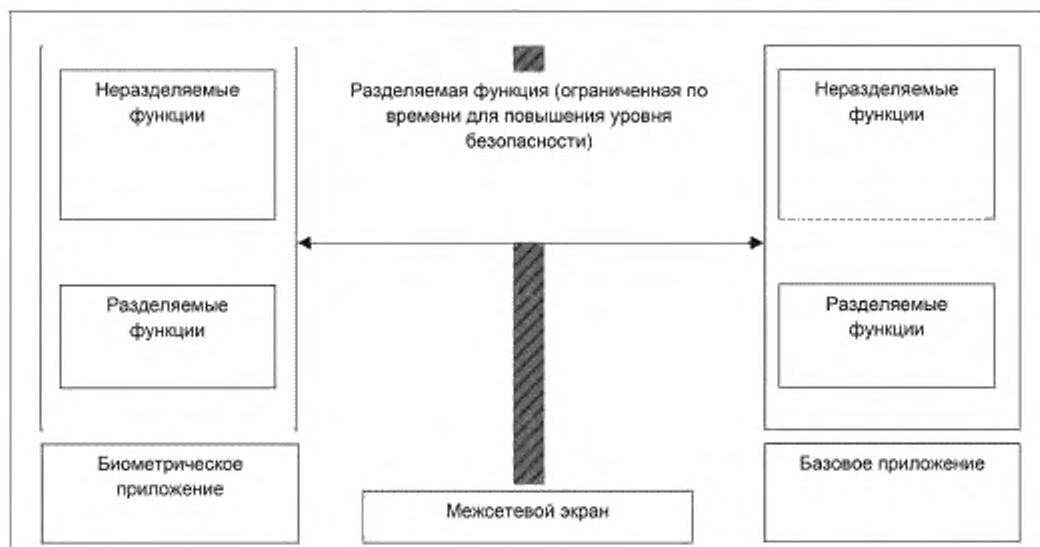 Неразделяемые
функции
Разделяемая функция (ограниченная по
времени для повышения уровня
безопасности)
Неразделяемые
функции
Разделяемые
функции
Разделяемые
функции
Биометрическое
приложение
Межсетевой экран
Базовое приложение